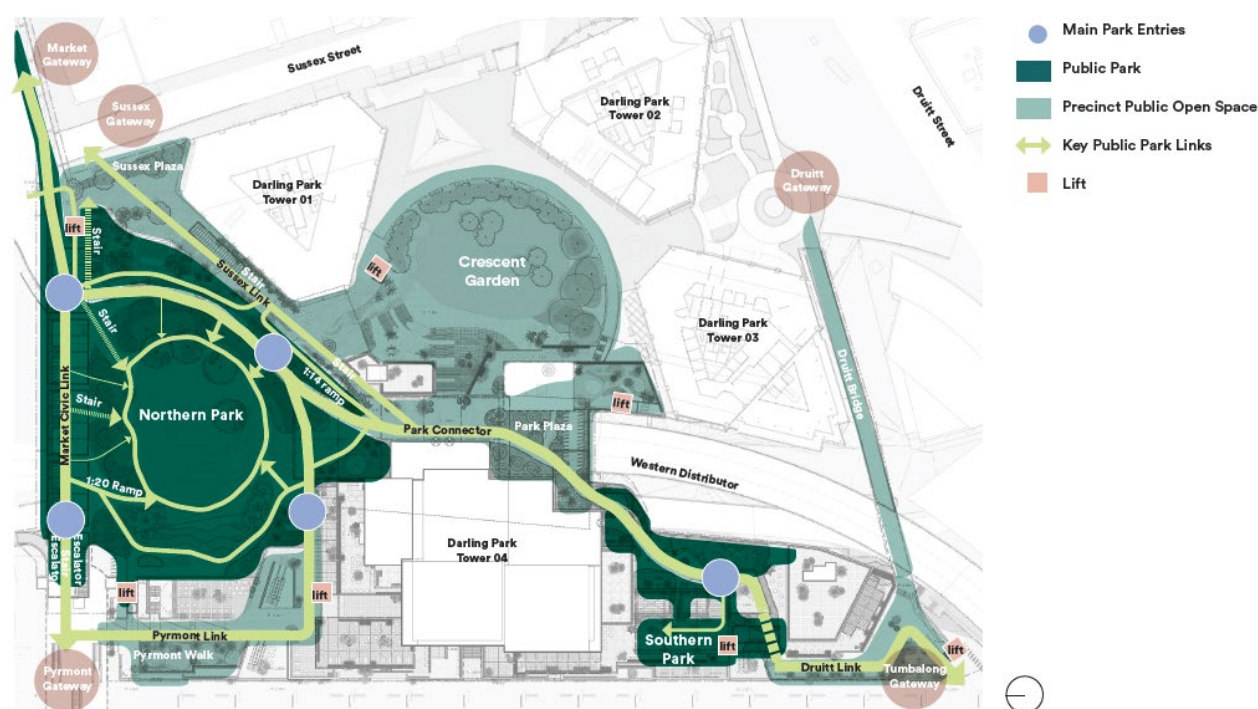 Market
Gateway
Sussex
Gateway
Sussex Street
Sussex Plaza
Darling Park
Tower 01
Darling Park
Tower 02
Druitt Street
Druitt
Gateway
lift
Stair
Stair
Sussex Link
lift
Crescent
Garden
Darling Park
Tower 03
Druitt Bridge
Stair
Stair
1:14 ramp
Market Civic Link
Stair
Northern Park
Park Connector
Park Plaza
lift
Western Distributor
1:20 Ramp
Escalator
Stair
Escalator
Darling Park
Tower 04
lift
lift
Pyrmont Link
Pyrmont Walk
Pyrmont
Gateway
Southern
Park
lift
Druitt Link
Tumbalong
Gateway
lift
Main Park Entries
Public Park
Precinct Public Open Space
Key Public Park Links
Lift